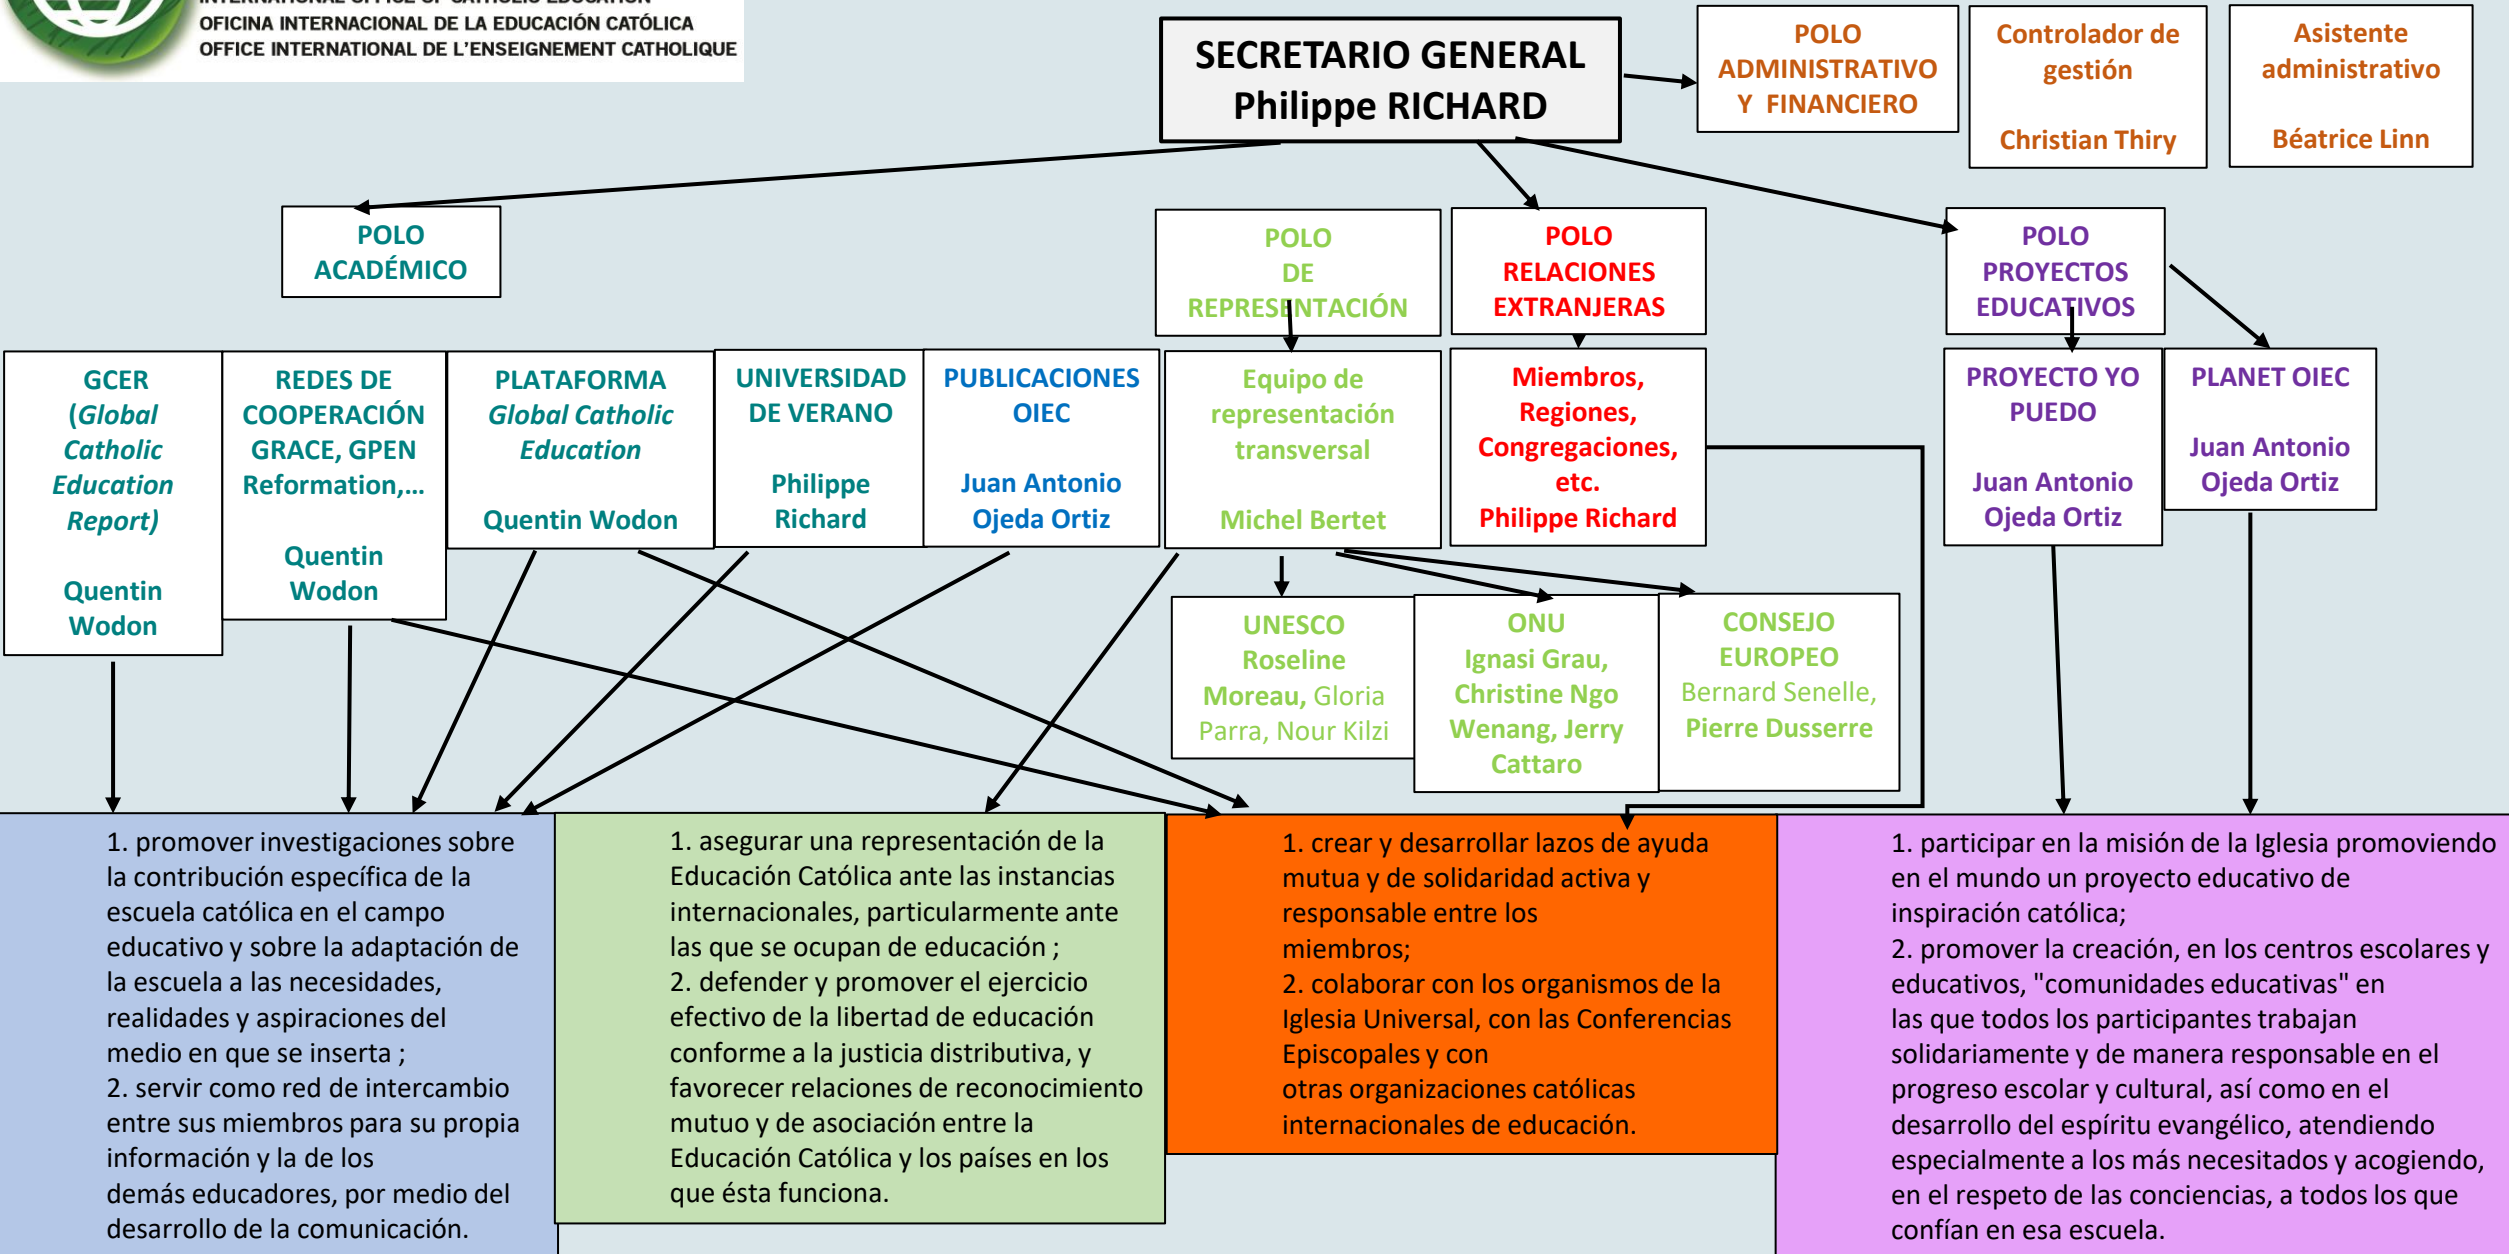 INTERNATIONAL OFFICE OF CATHOLIC EDUCATION
OFICINA INTERNACIONAL DE LA EDUCACIÓN CATÓLICA
OFFICE INTERNATIONAL DE L'ENSEIGNEMENT CATHOLIQUE
SECRETARIO GENERAL
Philippe RICHARD
POLO
ADMINISTRATIVO
Y FINANCIERO
Controlador de
gestión
Christian Thiry
Asistente
administrativo
Béatrice Linn
POLO
ACADÉMICO
POLO
DE
REPRESENTACIÓN
POLO
RELACIONES
EXTRANJERAS
POLO
PROYECTOS
EDUCATIVOS
GCER
(Global
Catholic
Education
Report)
Quentin
Wodon
REDES DE
COOPERACIÓN
GRACE, GPEN
Reformation,...
Quentin
Wodon
PLATAFORMA
Global Catholic
Education
Quentin Wodon
UNIVERSIDAD
DE VERANO
Philippe
Richard
PUBLICACIONES
OIEC
Juan Antonio
Ojeda Ortiz
Equipo de
representación
transversal
Michel Bertet
Miembros,
Regiones,
Congregaciones,
etc.
Philippe Richard
PROYECTO YO
PUEDO
Juan Antonio
Ojeda Ortiz
PLANET OIEC
Juan Antonio
Ojeda Ortiz
UNESCO
Roseline
Moreau, Gloria
Parra, Nour Kilzi
ONU
Ignasi Grau,
Christine Ngo
Wenang, Jerry
Cattaro
CONSEJO
EUROPEO
Bernard Senelle,
Pierre Dusserre
1. promover investigaciones sobre
la contribución específica de la
escuela católica en el campo
educativo y sobre la adaptación de
la escuela a las necesidades,
realidades y aspiraciones del
medio en que se inserta ;
2. servir como red de intercambio
entre sus miembros para su propia
información y la de los
demás educadores, por medio del
desarrollo de la comunicación.
1. asegurar una representación de la
Educación Católica ante las instancias
internacionales, particularmente ante
las que se ocupan de educación ;
2. defender y promover el ejercicio
efectivo de la libertad de educación
conforme a la justicia distributiva, y
favorecer relaciones de reconocimiento
mutuo y de asociación entre la
Educación Católica y los países en los
que ésta funciona.
1. crear y desarrollar lazos de ayuda
mutua y de solidaridad activa y
responsable entre los
miembros;
2. colaborar con los organismos de la
Iglesia Universal, con las Conferencias
Episcopales y con
otras organizaciones católicas
internacionales de educación.
1. participar en la misión de la Iglesia promoviendo
en el mundo un proyecto educativo de
inspiración católica;
2. promover la creación, en los centros escolares y
educativos, "comunidades educativas" en
las que todos los participantes trabajan
solidariamente y de manera responsable en el
progreso escolar y cultural, así como en el
desarrollo del espíritu evangélico, atendiendo
especialmente a los más necesitados y acogiendo,
en el respeto de las conciencias, a todos los que
confían en esa escuela.